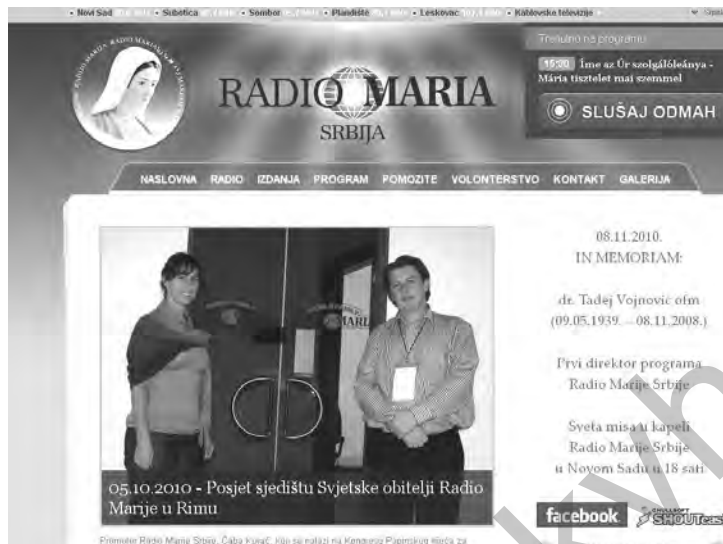 • Novi Sad • Subotica • Sombor • Plandište • Leskovac • Kablovske televizije
Trenutno na programu
15:20 Íme az Úr szolgálóleánya -
Mária tisztelet mai szemmel
RADIO MARIA
SRBIJA
SLUŠAJ ODMAH
NASLOVNA RADIO IZDANJA PROGRAM POMOZITE VOLONTERSTVO KONTAKT GALERIJA
05.10.2010 - Posjet sjedištu Svjetske obitelji Radio
Marije u Rimu
08.11.2010.
IN MEMORIAM:
dr. Tadej Vojnovic ofm
(09.05.1939. – 08.11.2008.)
Prvi direktor programa
Radio Marije Srbije
Sveta misa u kapeli
Radio Marije Srbije
u Novom Sadu u 18 sati
facebook
SHOUTcast